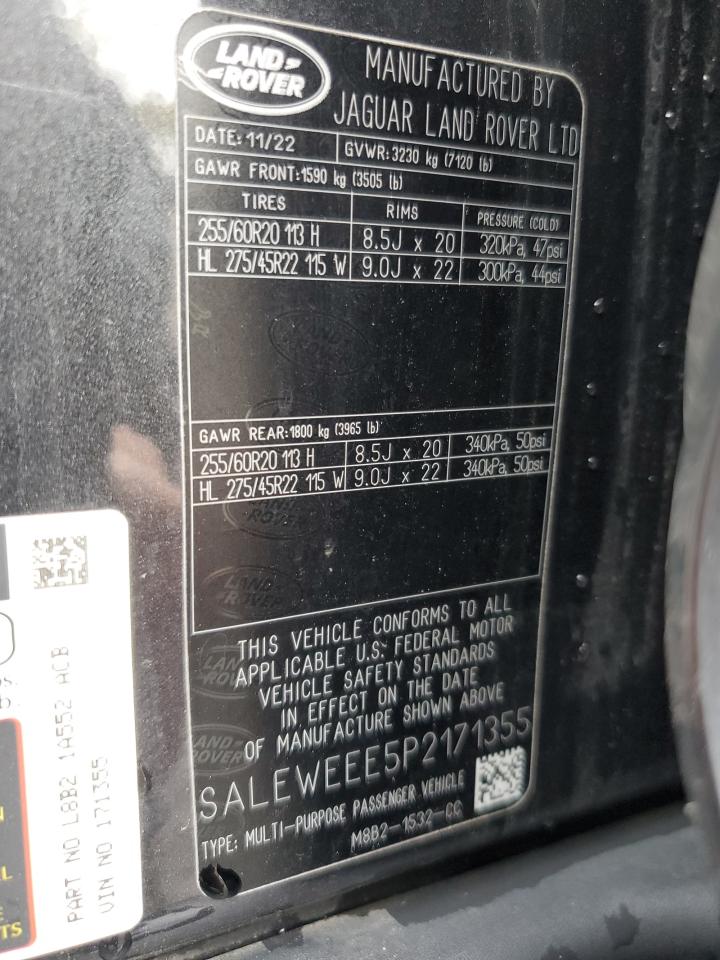 LAND ROVER
MANUFACTURED BY
JAGUAR LAND ROVER LTD
DATE: 11/22 GVWR: 3230 kg (7120 lb)
GAWR FRONT: 1590 kg (3505 lb)
TIRES RIMS PRESSURE (COLD)
255/60R20 113 H 8.5J x 20 320kPa, 47psi
HL 275/45R22 115 W 9.0J x 22 300kPa, 44psi
GAWR REAR: 1800 kg (3965 lb)
255/60R20 113 H 8.5J x 20 340kPa, 50psi
HL 275/45R22 115 W 9.0J x 22 340kPa, 50psi
THIS VEHICLE CONFORMS TO ALL
APPLICABLE U.S. FEDERAL MOTOR
VEHICLE SAFETY STANDARDS
IN EFFECT ON THE DATE
OF MANUFACTURE SHOWN ABOVE
SALEWEEE5P2171355
TYPE: MULTI-PURPOSE PASSENGER VEHICLE
M8B2-1532-CC
PART NO L8B2 1A552 ACB
VIN NO 171355